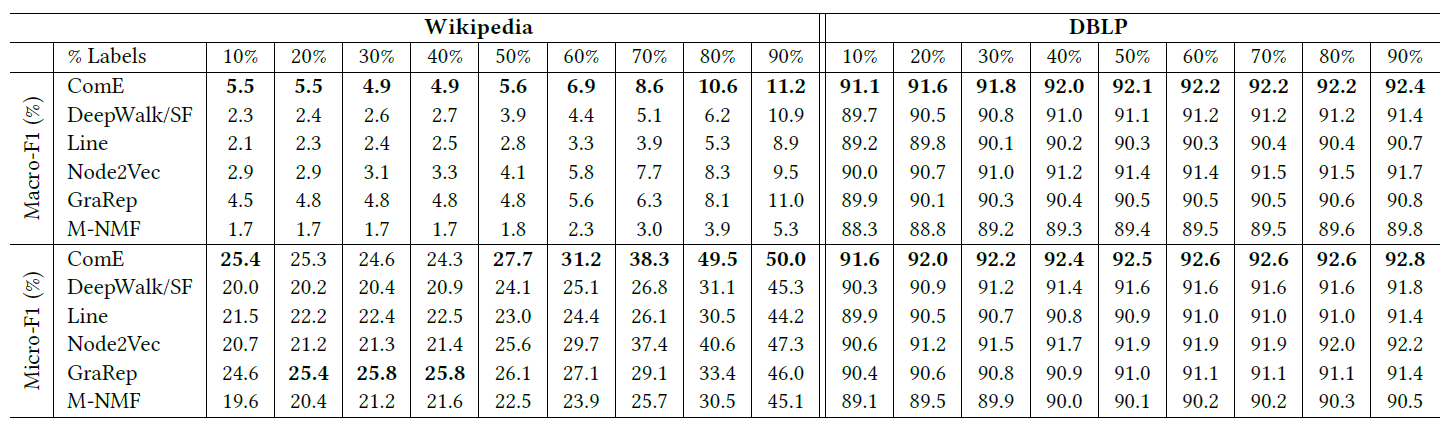 Wikipedia DBLP
% Labels 10% 20% 30% 40% 50% 60% 70% 80% 90% 10% 20% 30% 40% 50% 60% 70% 80% 90%
Macro-F1 (%)
ComE 5.5 5.5 4.9 4.9 5.6 6.9 8.6 10.6 11.2 91.1 91.6 91.8 92.0 92.1 92.2 92.2 92.2 92.4
DeepWalk/SF 2.3 2.4 2.6 2.7 3.9 4.4 5.1 6.2 10.9 89.7 90.5 90.8 91.0 91.1 91.2 91.2 91.2 91.4
Line 2.1 2.3 2.4 2.5 2.8 3.3 3.9 5.3 8.9 89.2 89.8 90.1 90.2 90.3 90.3 90.4 90.4 90.7
Node2Vec 2.9 2.9 3.1 3.3 4.1 5.8 7.7 8.3 9.5 90.0 90.7 91.0 91.2 91.4 91.4 91.5 91.5 91.7
GraRep 4.5 4.8 4.8 4.8 4.8 5.6 6.3 8.1 11.0 89.9 90.1 90.3 90.4 90.5 90.5 90.5 90.6 90.8
M-NMF 1.7 1.7 1.7 1.7 1.8 2.3 3.0 3.9 5.3 88.3 88.8 89.2 89.3 89.4 89.5 89.5 89.6 89.8
Micro-F1 (%)
ComE 25.4 25.3 24.6 24.3 27.7 31.2 38.3 49.5 50.0 91.6 92.0 92.2 92.4 92.5 92.6 92.6 92.6 92.8
DeepWalk/SF 20.0 20.2 20.4 20.9 24.1 25.1 26.8 31.1 45.3 90.3 90.9 91.2 91.4 91.6 91.6 91.6 91.6 91.8
Line 21.5 22.2 22.4 22.5 23.0 24.4 26.1 30.5 44.2 89.9 90.5 90.7 90.8 90.9 91.0 91.0 91.0 91.4
Node2Vec 20.7 21.2 21.3 21.4 25.6 29.7 37.4 40.6 47.3 90.6 91.2 91.5 91.7 91.9 91.9 91.9 92.0 92.2
GraRep 24.6 25.4 25.8 25.8 26.1 27.1 29.1 33.4 46.0 90.4 90.6 90.8 90.9 91.0 91.1 91.1 91.1 91.4
M-NMF 19.6 20.4 21.2 21.6 22.5 23.9 25.7 30.5 45.1 89.1 89.5 89.9 90.0 90.1 90.2 90.2 90.3 90.5